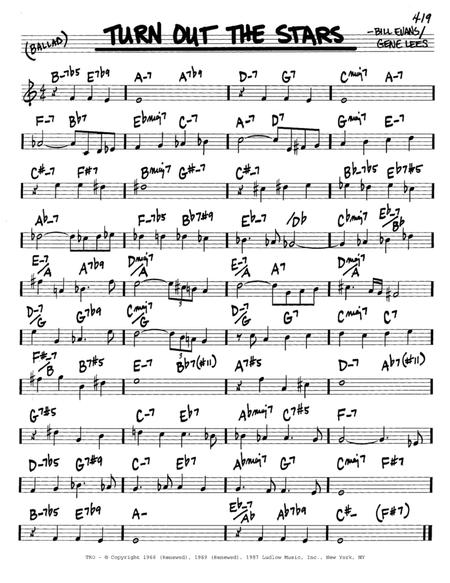 419
(BALLAD) TURN OUT THE STARS –BILL EVANS/
GENE LEES
B-7b5 E7b9 A-7 A7b9 D-7 G7 Cmaj7 A-7
F-7 Bb7 Ebmaj7 C-7 A-7 D7 Gmaj7 E-7
C#-7 F#7 Bmaj7 G#-7 C#-7 Bb-7b5 Eb7#5
Ab-7 F-7b5 Bb7#9 Eb-7 /Db Cbmaj7 Eb-7/Bb
E-7/A A7b9 Dmaj7/A E-7/A A7 Dmaj7/A
D-7/G G7b9 Cmaj7/G D-7/G G7 Cmaj7 C7
F#-7/B B7#5 E-7 Bb7(#11) A7#5 D-7 Ab7(#11)
G7#5 C-7 Abmaj7 G7#5 F-7
D-7b5 G7#9 C-7 Eb7 Abmaj7 G7 Cmaj7 F-7
B-7b5 E7b9 A- Eb-7/Ab Ab7b9 C#- (F#7)
TRO - © Copyright 1966 (Renewed), 1969 (Renewed), 1987 Ludlow Music, Inc., New York, NY